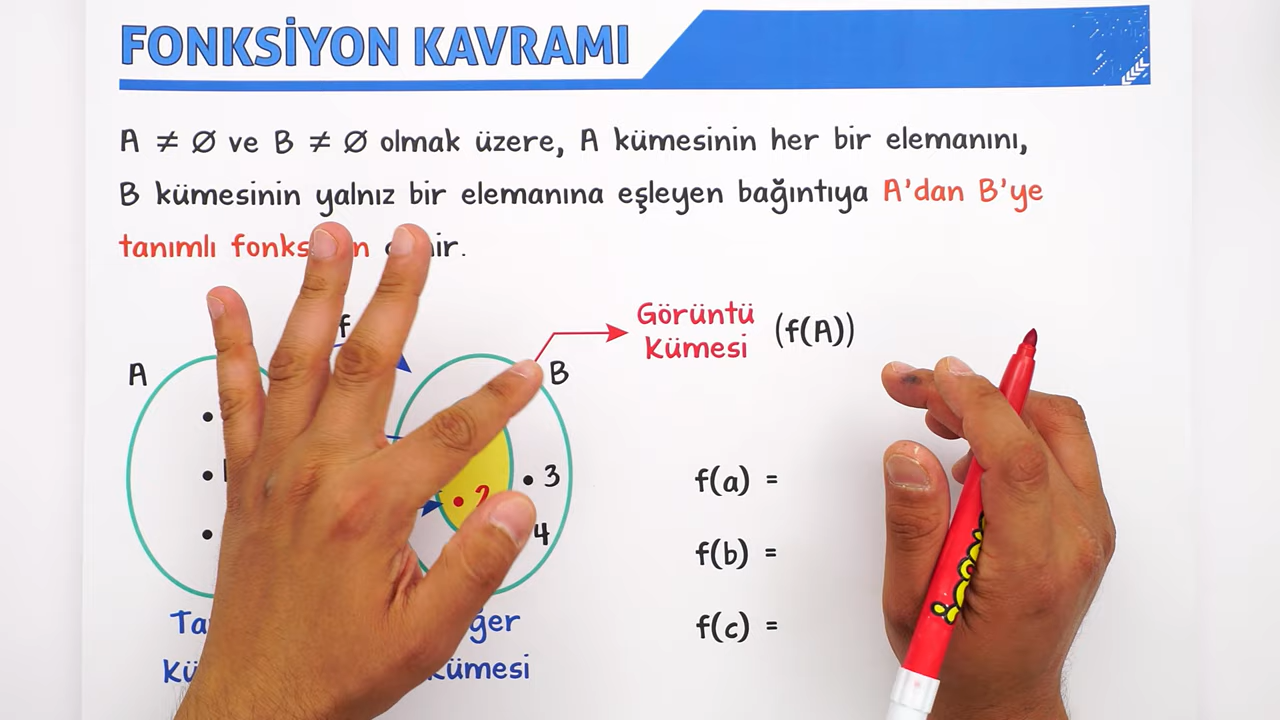 FONKSİYON KAVRAMI
A ≠ Ø ve B ≠ Ø olmak üzere, A kümesinin her bir elemanını,
B kümesinin yalnız bir elemanına eşleyen bağıntıya A'dan B'ye
tanımlı
f
Görüntü
Kümesi
(f(A))
A
B
2
3
4
f(a) =
f(b) =
f(c) =
kümesi